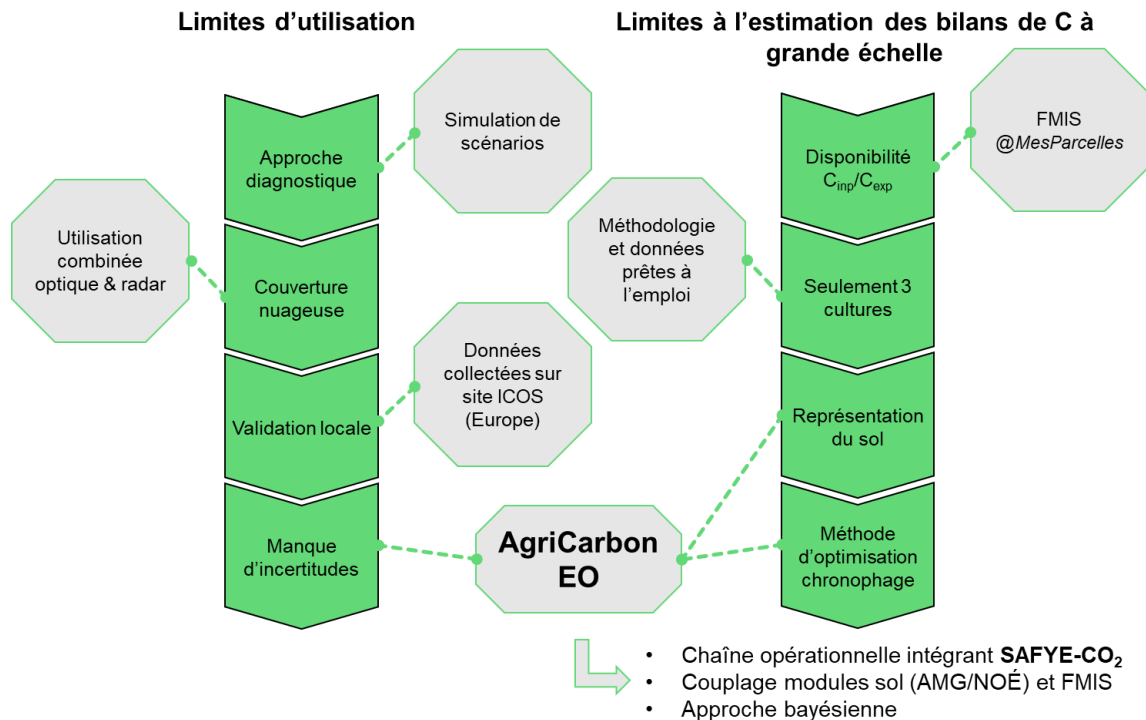 Limites d’utilisation
Limites à l’estimation des bilans de C à
grande échelle
Approche
diagnostique
Simulation de
scénarios
Utilisation
combinée
optique & radar
Couverture
nuageuse
Validation locale
Données
collectées sur
site ICOS
(Europe)
Manque
d’incertitudes
AgriCarbon
EO
Disponibilité
Cinp/Cexp
FMIS
@MesParcelles
Méthodologie
et données
prêtes à
l’emploi
Seulement 3
cultures
Représentation
du sol
Méthode
d’optimisation
chronophage
• Chaîne opérationnelle intégrant SAFYE-CO2
• Couplage modules sol (AMG/NOÉ) et FMIS
• Approche bayésienne